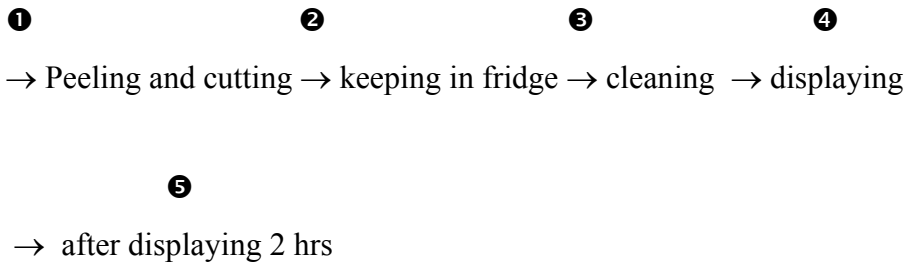 ❶ ❷ ❸ ❹
→ Peeling and cutting → keeping in fridge → cleaning → displaying
❺
→ after displaying 2 hrs